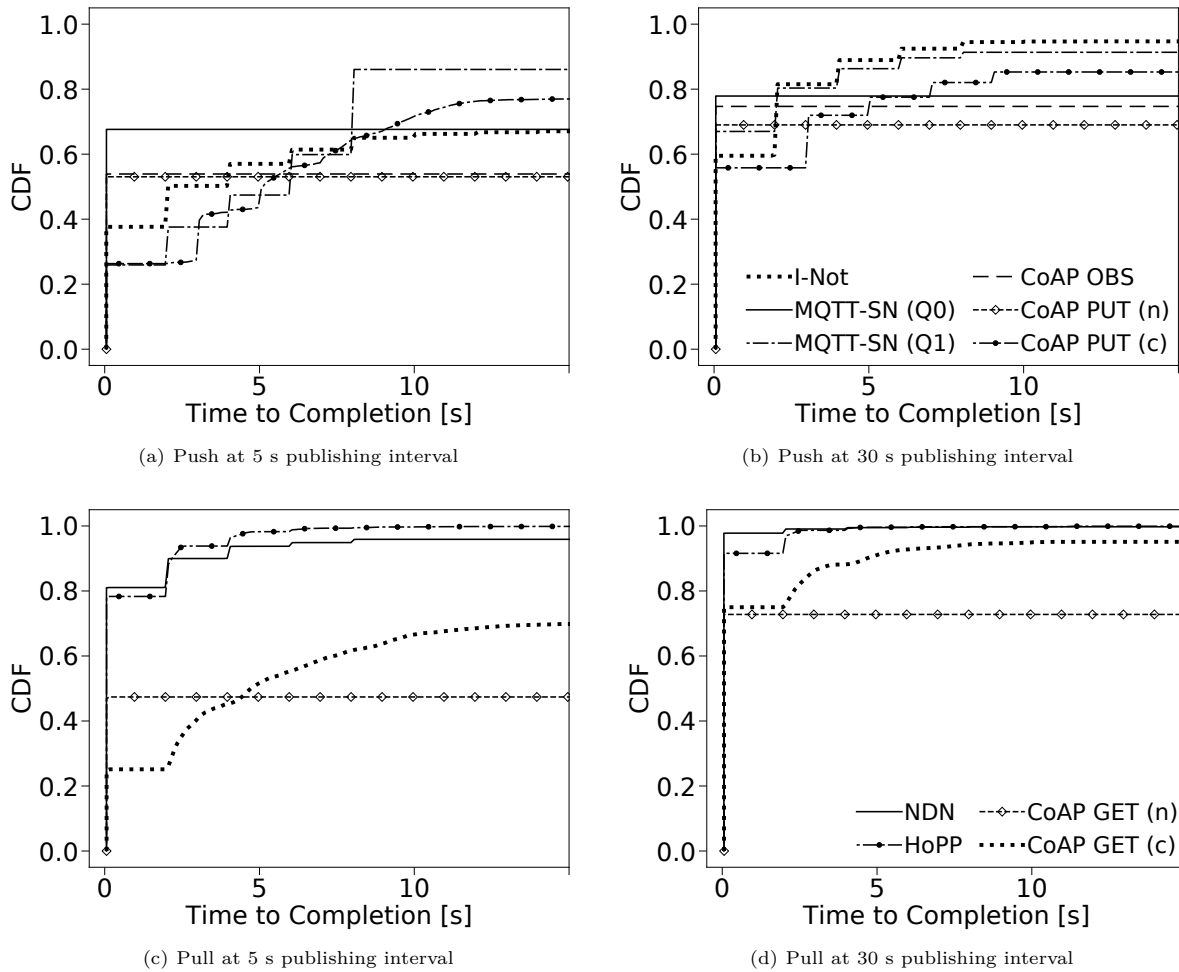 1.0
0.8
0.6
0.4
0.2
0.0
CDF
0
5
10
Time to Completion [s]
(a) Push at 5 s publishing interval
1.0
0.8
0.6
0.4
0.2
0.0
CDF
I-Not
MQTT-SN (Q0)
MQTT-SN (Q1)
CoAP OBS
CoAP PUT (n)
CoAP PUT (c)
0
5
10
Time to Completion [s]
(b) Push at 30 s publishing interval
1.0
0.8
0.6
0.4
0.2
0.0
CDF
0
5
10
Time to Completion [s]
(c) Pull at 5 s publishing interval
1.0
0.8
0.6
0.4
0.2
0.0
CDF
NDN
HoPP
CoAP GET (n)
CoAP GET (c)
0
5
10
Time to Completion [s]
(d) Pull at 30 s publishing interval